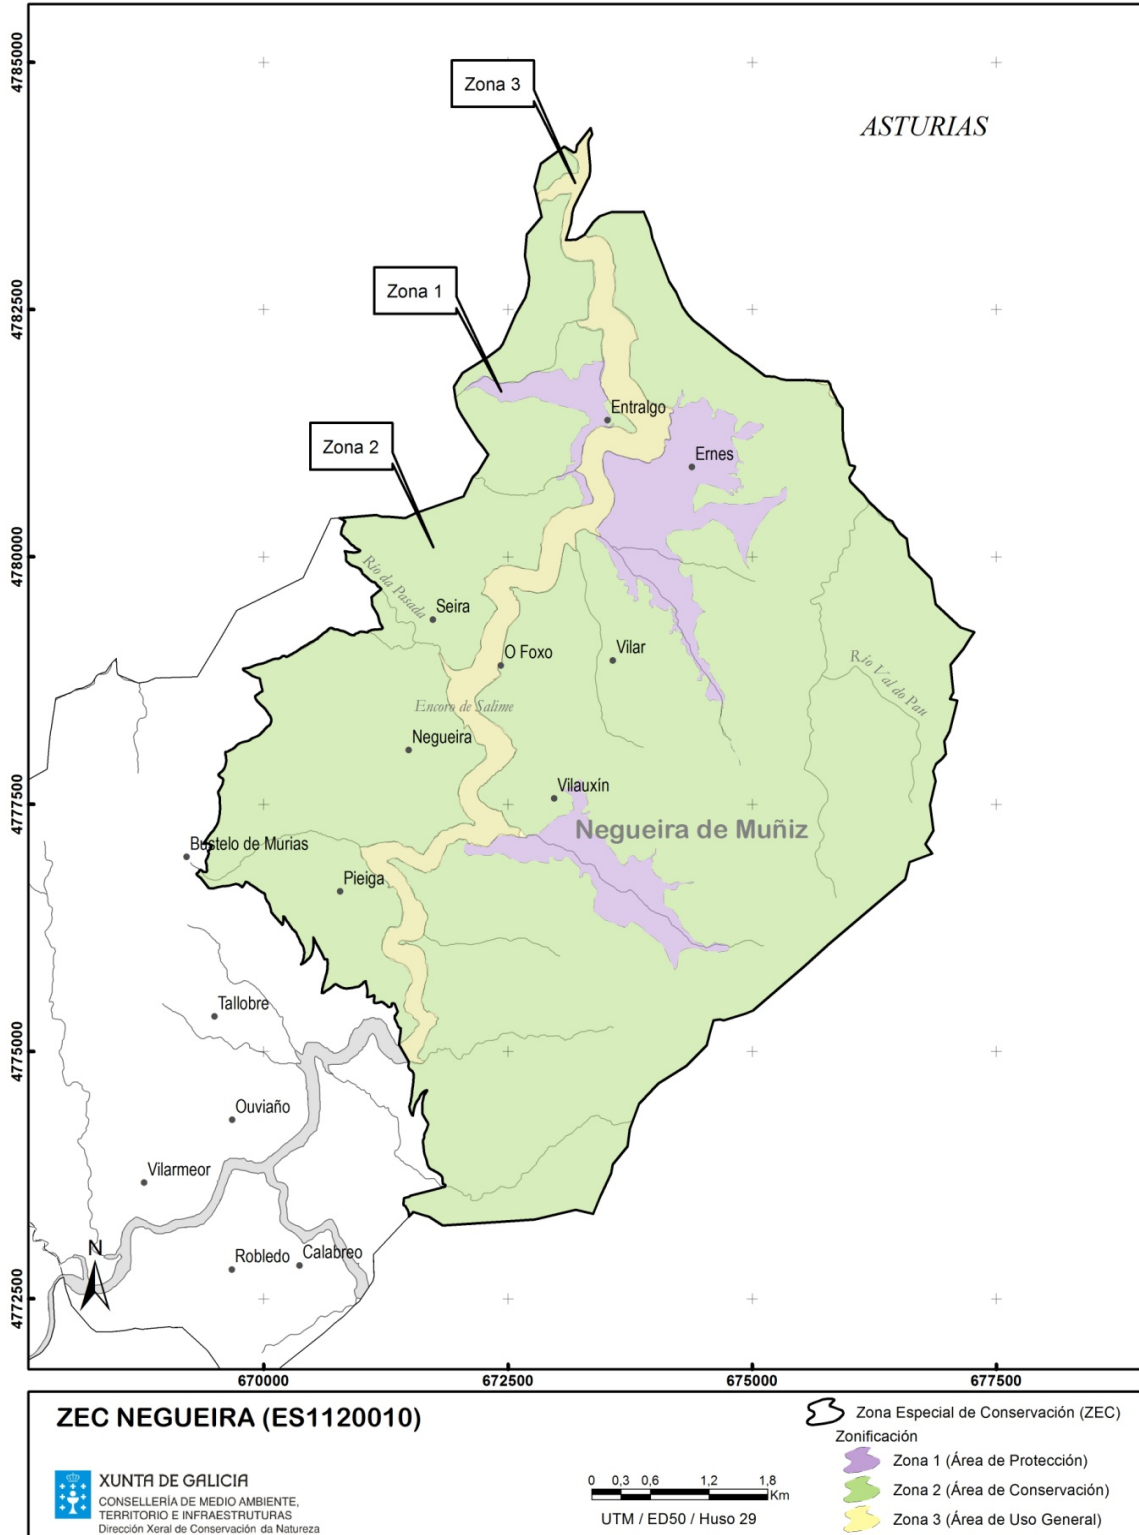 4785000
Zona 3
ASTURIAS
Zona 1
4782500
Entralgo
Zona 2
Ernes
4780000
Río da Pasada
Seira
O Foxo
Vilar
Río Val do Pau
Encoro de Salime
Negueira
Vilauxín
4777500
Negueira de Muñiz
Bustelo de Murias
Pieiga
Tallobre
4775000
Ouviaño
Vilarmeor
N
Robledo
Calabreo
4772500
670000
672500
675000
677500
ZEC NEGUEIRA (ES1120010)
XUNTA DE GALICIA
CONSELLERÍA DE MEDIO AMBIENTE,
TERRITORIO E INFRAESTRUTURAS
Dirección Xeral de Conservación da Natureza
0 0,3 0,6 1,2 1,8
Km
UTM / ED50 / Huso 29
Zona Especial de Conservación (ZEC)
Zonificación
Zona 1 (Área de Protección)
Zona 2 (Área de Conservación)
Zona 3 (Área de Uso General)